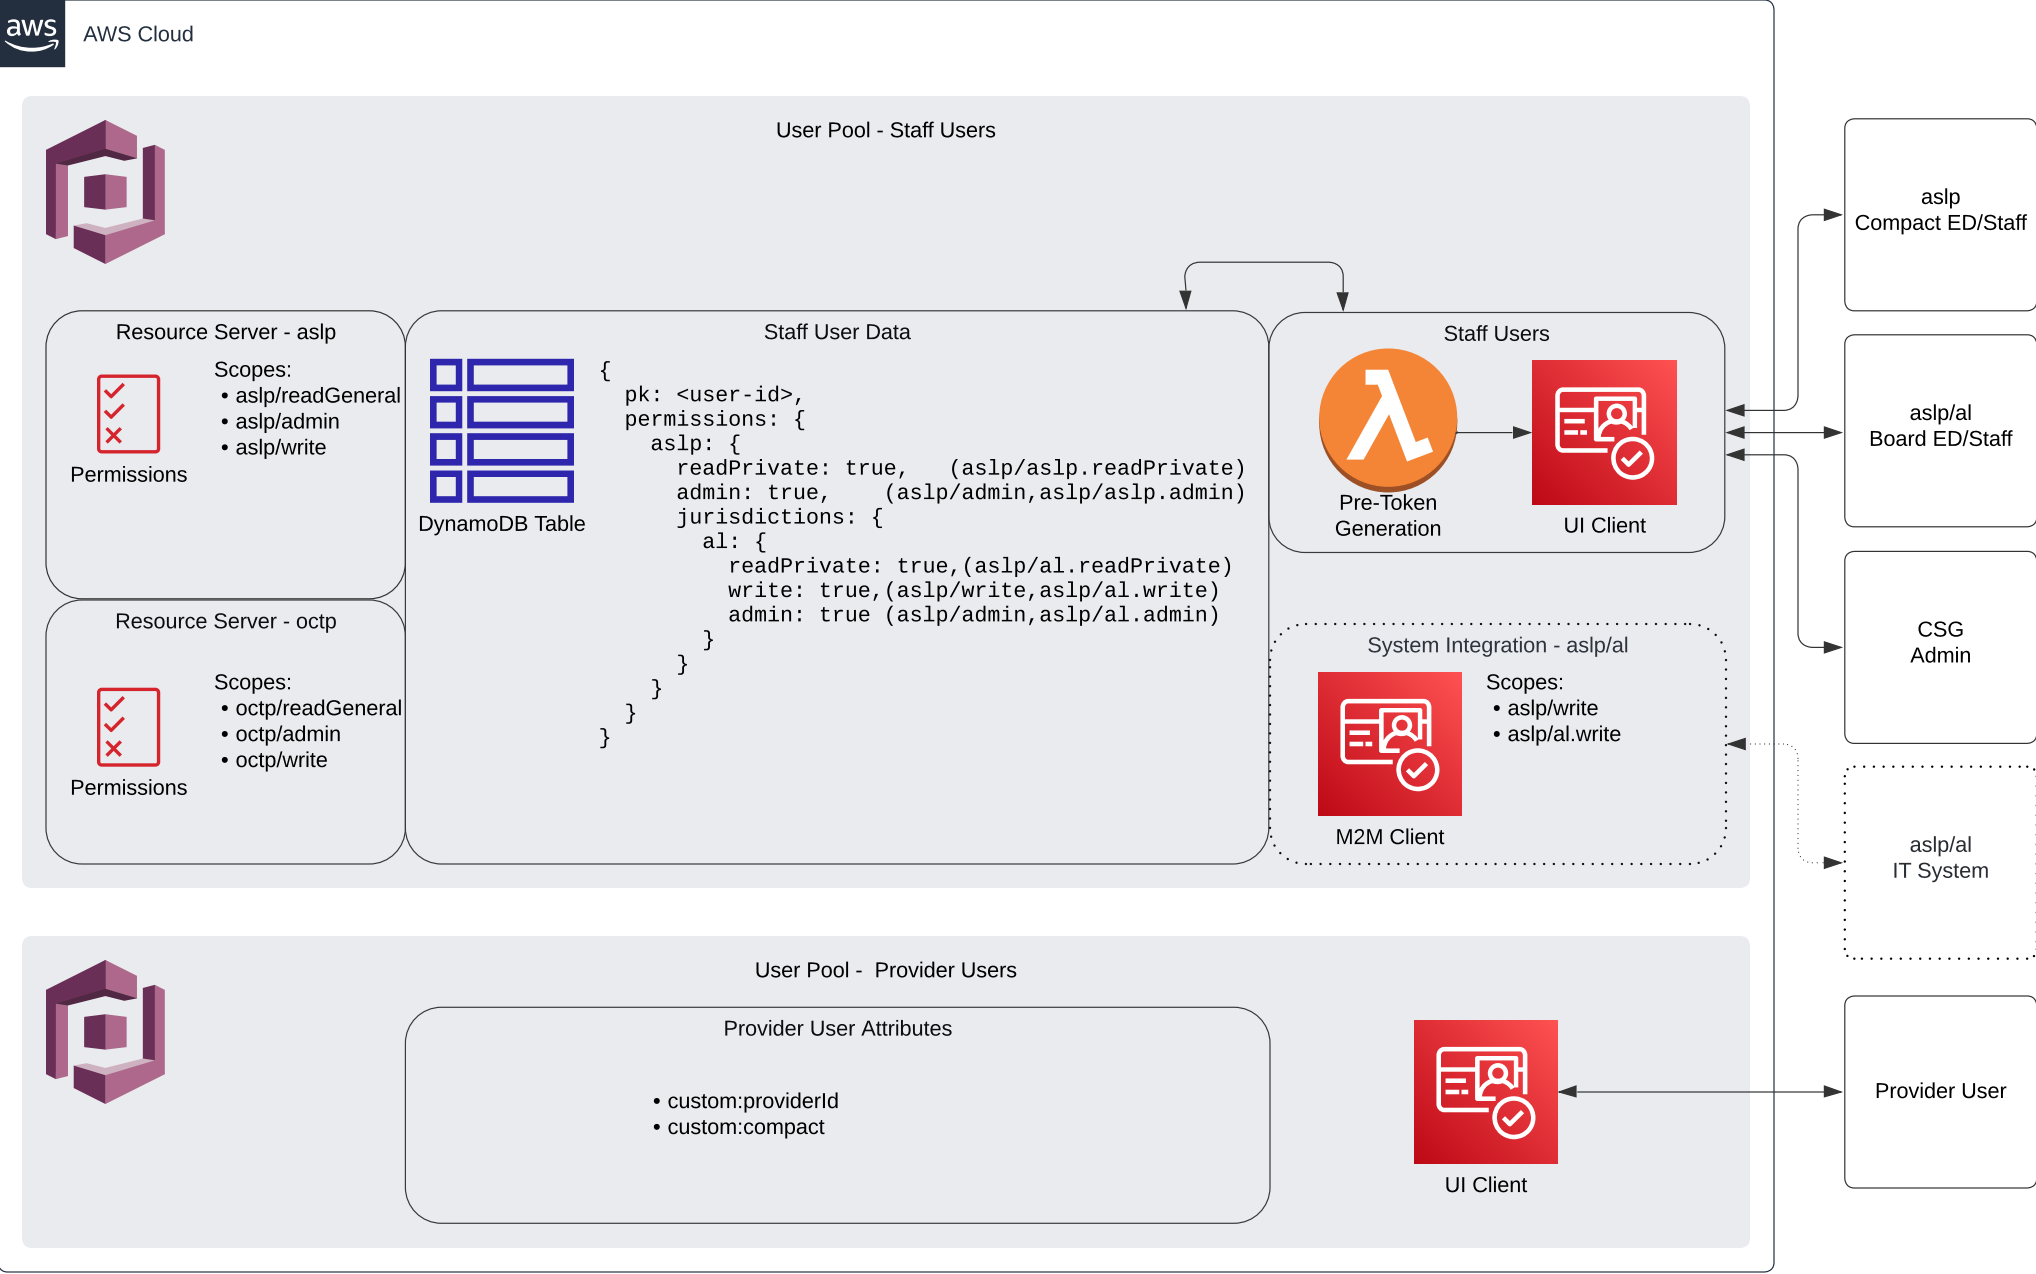 aws
AWS Cloud
User Pool - Staff Users
Resource Server - aslp
Scopes:
• aslp/readGeneral
• aslp/admin
• aslp/write
Permissions
Resource Server - octp
Scopes:
• octp/readGeneral
• octp/admin
• octp/write
Permissions
Staff User Data
DynamoDB Table
{
  pk: <user-id>,
  permissions: {
    aslp: {
      readPrivate: true,   (aslp/aslp.readPrivate)
      admin: true,    (aslp/admin,aslp/aslp.admin)
      jurisdictions: {
        al: {
          readPrivate: true,(aslp/al.readPrivate)
          write: true,(aslp/write,aslp/al.write)
          admin: true (aslp/admin,aslp/al.admin)
        }
      }
    }
  }
}
Staff Users
Pre-Token
Generation
UI Client
System Integration - aslp/al
M2M Client
Scopes:
• aslp/write
• aslp/al.write
aslp
Compact ED/Staff
aslp/al
Board ED/Staff
CSG
Admin
aslp/al
IT System
User Pool -  Provider Users
Provider User Attributes
• custom:providerId
• custom:compact
UI Client
Provider User